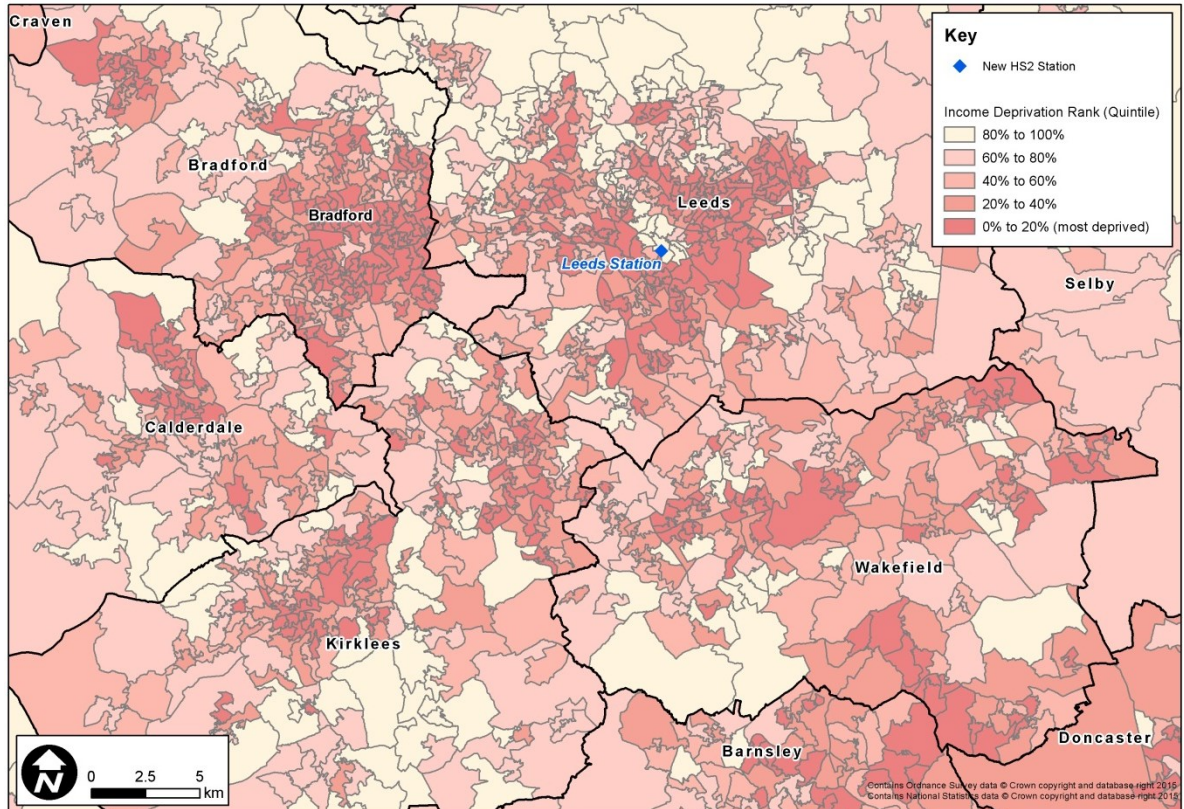 Craven
Key
New HS2 Station
Income Deprivation Rank (Quintile)
80% to 100%
60% to 80%
40% to 60%
20% to 40%
0% to 20% (most deprived)
Bradford
Bradford
Leeds
Leeds Station
Selby
Calderdale
Wakefield
Kirklees
Barnsley
Doncaster
N
0 2.5 5
km
Contains Ordnance Survey data © Crown copyright and database right 2015
Contains National Statistics data © Crown copyright and database right 2015